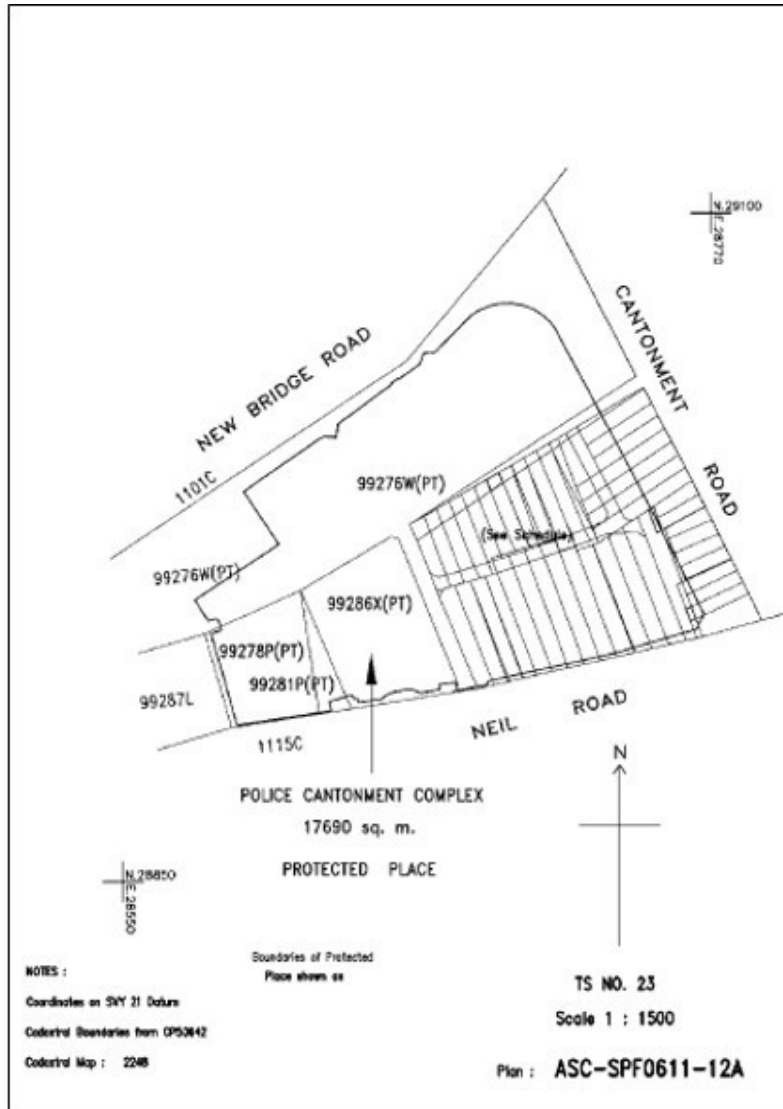 N.29100
E.28770
CANTONMENT ROAD
NEW BRIDGE ROAD
1101C
99276W(PT)
(See Schedule)
99276W(PT)
99286X(PT)
99278P(PT)
99281P(PT)
99287L
1115C
NEIL ROAD
N
POLICE CANTONMENT COMPLEX
17690 sq. m.
PROTECTED PLACE
N.28850
E.28550
Boundaries of Protected
Place shown as
NOTES :
Coordinates on SVY 21 Datum
Cadastral Boundaries from CP50642
Cadastral Map : 2248
TS NO. 23
Scale 1 : 1500
Plan : ASC-SPF0611-12A